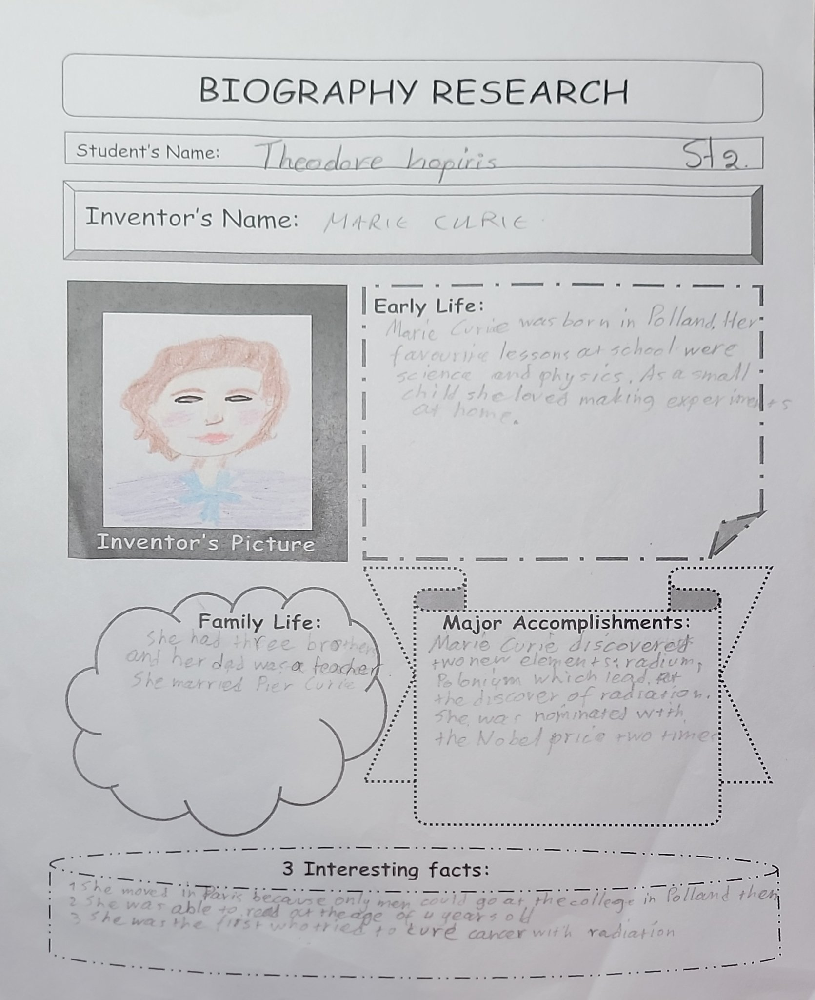 BIOGRAPHY RESEARCH
Student's Name: Theodore hopiris St2.
Inventor's Name: MARIE CURIE
Early Life:
Marie Curie was born in Polland. Her
favourite lessons at school were
science and physics. As a small
child she loved making experiments
at home.
Inventor's Picture
Family Life:
She had three brothers
and her dad was a teacher
She married Pier Curie
Major Accomplishments:
Marie Curie discovered
two new elements: radium,
Polonium which lead at
the discover of radiation.
She was nominated with
the Nobel price two times
3 Interesting facts:
1 She moved in Paris because only men could go at the college in Polland then
2 She was able to read at the age of 4 years old
3 She was the first who tried to cure cancer with radiation